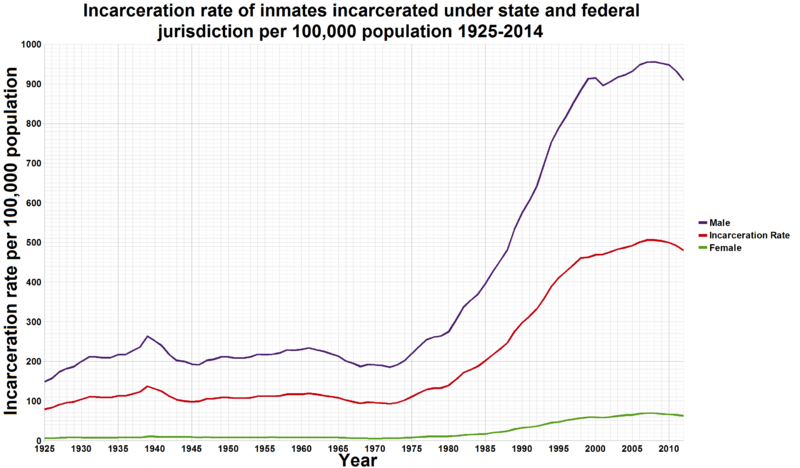 Incarceration rate of inmates incarcerated under state and federal
jurisdiction per 100,000 population 1925-2014
Incarceration rate per 100,000 population
1000
900
800
700
600
500
400
300
200
100
0
1925 1930 1935 1940 1945 1950 1955 1960 1965 1970 1975 1980 1985 1990 1995 2000 2005 2010
Year
Male
Incarceration Rate
Female